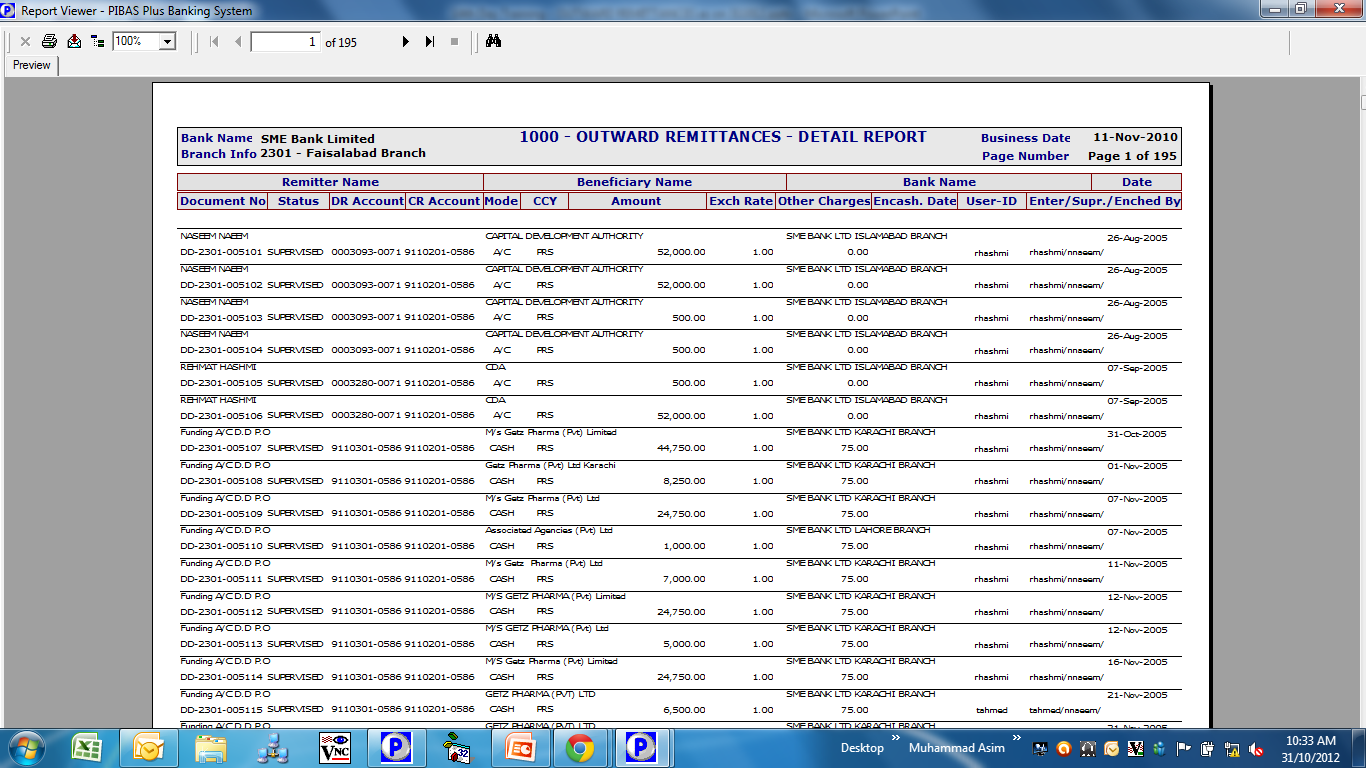 Report Viewer - PIBAS Plus Banking System
100% 1 of 195
Preview
Bank Name SME Bank Limited 1000 - OUTWARD REMITTANCES - DETAIL REPORT Business Date 11-Nov-2010
Branch Info 2301 - Faisalabad Branch Page Number Page 1 of 195
Remitter Name Beneficiary Name Bank Name Date
Document No Status DR Account CR Account Mode CCY Amount Exch Rate Other Charges Encash. Date User-ID Enter/Supr./Enched By
NASEEM NAEEM CAPITAL DEVELOPMENT AUTHORITY SME BANK LTD ISLAMABAD BRANCH 26-Aug-2005
DD-2301-005101 SUPERVISED 0003093-0071 9110201-0586 A/C PRS 52,000.00 1.00 0.00 rhashmi rhashmi/nnaeem/
NASEEM NAEEM CAPITAL DEVELOPMENT AUTHORITY SME BANK LTD ISLAMABAD BRANCH 26-Aug-2005
DD-2301-005102 SUPERVISED 0003093-0071 9110201-0586 A/C PRS 52,000.00 1.00 0.00 rhashmi rhashmi/nnaeem/
NASEEM NAEEM CAPITAL DEVELOPMENT AUTHORITY SME BANK LTD ISLAMABAD BRANCH 26-Aug-2005
DD-2301-005103 SUPERVISED 0003093-0071 9110201-0586 A/C PRS 500.00 1.00 0.00 rhashmi rhashmi/nnaeem/
NASEEM NAEEM CAPITAL DEVELOPMENT AUTHORITY SME BANK LTD ISLAMABAD BRANCH 26-Aug-2005
DD-2301-005104 SUPERVISED 0003093-0071 9110201-0586 A/C PRS 500.00 1.00 0.00 rhashmi rhashmi/nnaeem/
REHMAT HASHMI CDA SME BANK LTD ISLAMABAD BRANCH 07-Sep-2005
DD-2301-005105 SUPERVISED 0003280-0071 9110201-0586 A/C PRS 500.00 1.00 0.00 rhashmi rhashmi/nnaeem/
REHMAT HASHMI CDA SME BANK LTD ISLAMABAD BRANCH 07-Sep-2005
DD-2301-005106 SUPERVISED 0003280-0071 9110201-0586 A/C PRS 52,000.00 1.00 0.00 rhashmi rhashmi/nnaeem/
Funding A/C D.D P.O M/s Getz Pharma (Pvt) Limited SME BANK LTD KARACHI BRANCH 31-Oct-2005
DD-2301-005107 SUPERVISED 9110301-0586 9110201-0586 CASH PRS 44,750.00 1.00 75.00 rhashmi rhashmi/nnaeem/
Funding A/C D.D P.O Getz Pharma (Pvt) Ltd Karachi SME BANK LTD KARACHI BRANCH 01-Nov-2005
DD-2301-005108 SUPERVISED 9110301-0586 9110201-0586 CASH PRS 8,250.00 1.00 75.00 rhashmi rhashmi/nnaeem/
Funding A/C D.D P.O M/s Getz Pharma (Pvt) Ltd SME BANK LTD KARACHI BRANCH 07-Nov-2005
DD-2301-005109 SUPERVISED 9110301-0586 9110201-0586 CASH PRS 24,750.00 1.00 75.00 rhashmi rhashmi/nnaeem/
Funding A/C D.D P.O Associated Agencies (Pvt) Ltd SME BANK LTD LAHORE BRANCH 07-Nov-2005
DD-2301-005110 SUPERVISED 9110301-0586 9110201-0586 CASH PRS 1,000.00 1.00 75.00 rhashmi rhashmi/nnaeem/
Funding A/C D.D P.O M/s Getz Pharma (Pvt) Ltd SME BANK LTD KARACHI BRANCH 11-Nov-2005
DD-2301-005111 SUPERVISED 9110301-0586 9110201-0586 CASH PRS 7,000.00 1.00 75.00 rhashmi rhashmi/nnaeem/
Funding A/C D.D P.O M/S GETZ PHARMA (Pvt) Limited SME BANK LTD KARACHI BRANCH 12-Nov-2005
DD-2301-005112 SUPERVISED 9110301-0586 9110201-0586 CASH PRS 24,750.00 1.00 75.00 rhashmi rhashmi/nnaeem/
Funding A/C D.D P.O M/S GETZ PHARMA (Pvt) Ltd SME BANK LTD KARACHI BRANCH 12-Nov-2005
DD-2301-005113 SUPERVISED 9110301-0586 9110201-0586 CASH PRS 5,000.00 1.00 75.00 rhashmi rhashmi/nnaeem/
Funding A/C D.D P.O M/S Getz Pharma (Pvt) Limited SME BANK LTD KARACHI BRANCH 16-Nov-2005
DD-2301-005114 SUPERVISED 9110301-0586 9110201-0586 CASH PRS 24,750.00 1.00 75.00 rhashmi rhashmi/nnaeem/
Funding A/C D.D P.O GETZ PHARMA (PVT) LTD SME BANK LTD KARACHI BRANCH 21-Nov-2005
DD-2301-005115 SUPERVISED 9110301-0586 9110201-0586 CASH PRS 6,500.00 1.00 75.00 tahmed tahmed/nnaeem/
Funding A/C D.D P.O GETZ PHARMA (PVT) LTD SME BANK LTD KARACHI BRANCH
Desktop » Muhammad Asim » 10:33 AM
31/10/2012